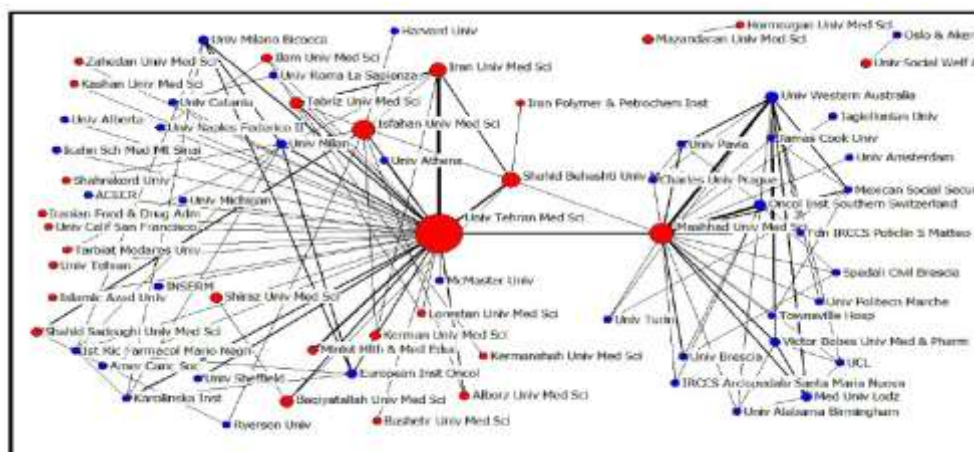 Harvard Univ
Hormozgan Univ Med Sci
Mazandaran Univ Med Sci
Oslo & Aker
Univ Social Welf
Univ Milano Bicocca
Zahedan Univ Med Sci
Ilam Univ Med Sci
Iran Univ Med Sci
Univ Roma La Sapienza
Kashan Univ Med Sci
Univ Catania
Tabriz Univ Med Sci
Iran Polymer & Petrochem Inst
Univ Western Australia
Jagiellonian Univ
Univ Alberta
Univ Naples Federico II
Isfahan Univ Med Sci
Univ Pavia
James Cook Univ
Icahn Sch Med Mt Sinai
Univ Milan
Univ Athens
Univ Amsterdam
Shahrekord Univ
Shahid Beheshti Univ
Charles Univ Prague
Mexican Social Secu
ACECR
Univ Michigan
Oncol Inst Southern Switzerland
Iranian Food & Drug Adm
Univ Tehran Med Sci
Univ Calif San Francisco
Mashhad Univ Med Sci
Fdn IRCCS Policlin S Matteo
Tarbiat Modares Univ
Univ Tehran
Spedali Civil Brescia
INSERM
McMaster Univ
Islamic Azad Univ
Shiraz Univ Med Sci
Univ Politecn Marche
Lorestan Univ Med Sci
Univ Turin
Townsville Hosp
Shahid Sadoughi Univ Med Sci
Kerman Univ Med Sci
Victor Babes Univ Med & Pharm
Ist Ric Farmacol Mario Negri
Minist Hlth & Med Educ
Kermanshah Univ Med Sci
Univ Brescia
UCL
Amer Canc Soc
Univ Sheffield
European Inst Oncol
IRCCS Arcispedale Santa Maria Nuova
Karolinska Inst
Baqiyatallah Univ Med Sci
Alborz Univ Med Sci
Med Univ Lodz
Univ Alabama Birmingham
Ryerson Univ
Bushehr Univ Med Sci